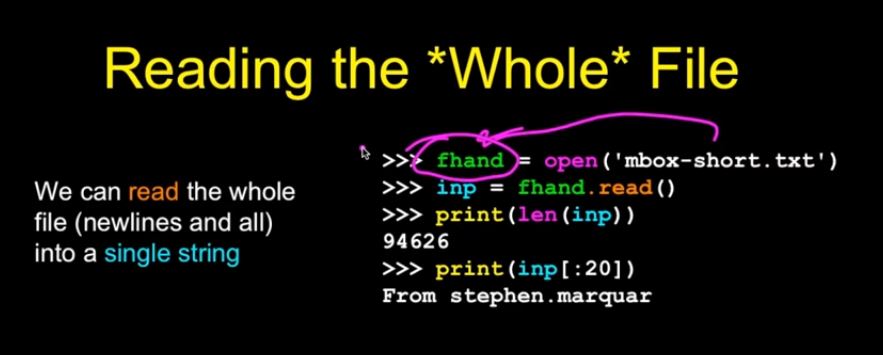 Reading the *Whole* File
We can read the whole
file (newlines and all)
into a single string
>>> fhand = open('mbox-short.txt')
>>> inp = fhand.read()
>>> print(len(inp))
94626
>>> print(inp[:20])
From stephen.marquar